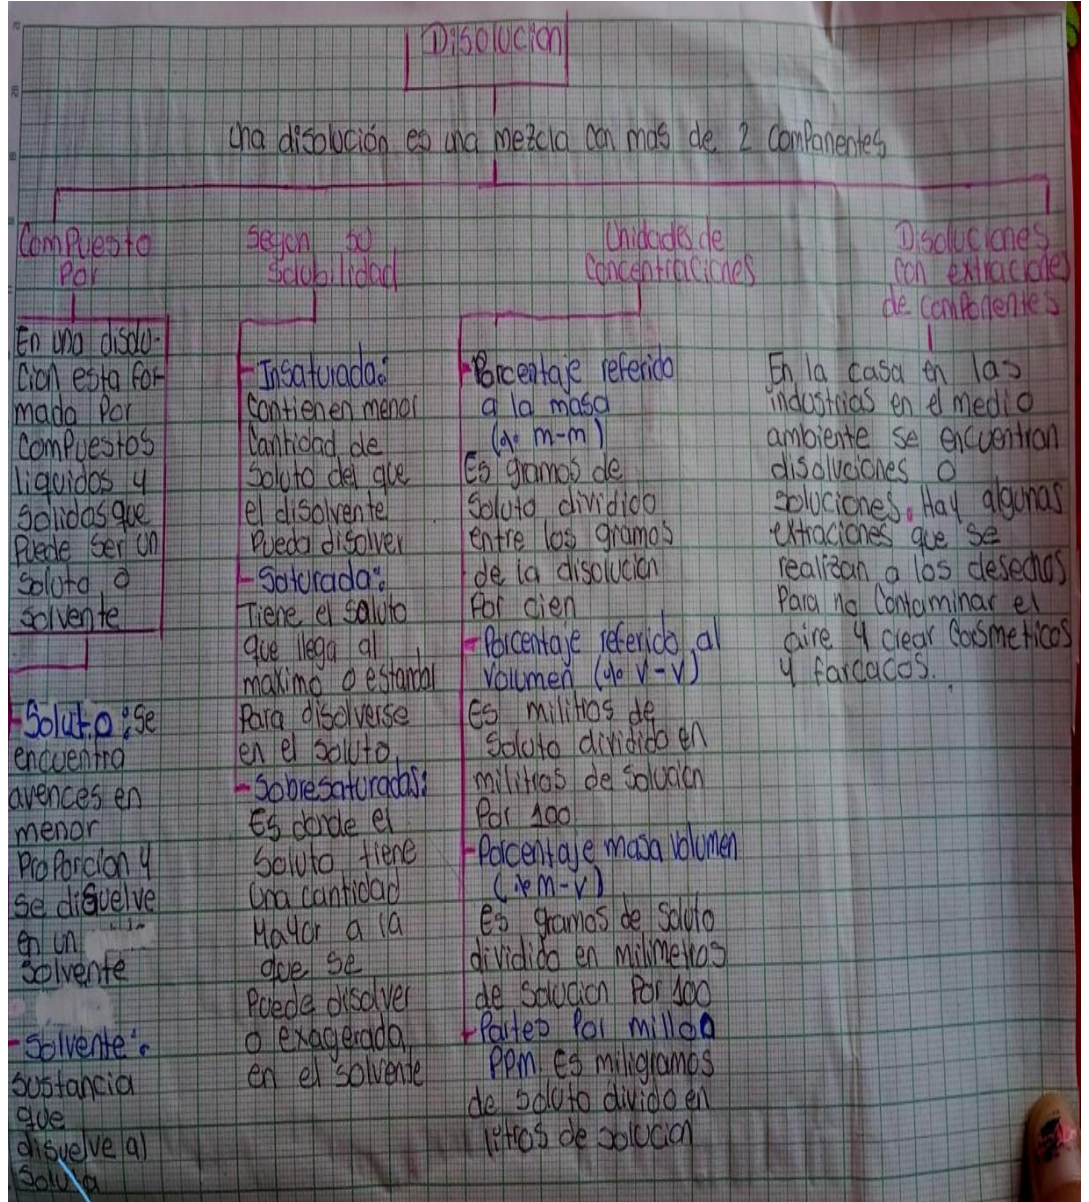 Disolucion
una disolución es una mezcla con mas de 2 componentes
Compuesto
Por
En una disolu-
cion esta for-
mada Por
Compuestos
liquidos y
solidos que
Puede ser un
soluto o
solvente
-Soluto: se
encuentra
avences en
menor
Proporcion y
se disuelve
en un
solvente
-Solvente:
sustancia
que
disuelve al
Segun su
Solubilidad
-Insaturada:
Contienen menor
Cantidad de
Soluto del que
el disolvente
Pueda disolver
-Saturada:
Tiene el soluto
que llega al
maximo o estandar
Para disolverse
en el soluto
-Sobresaturadas:
Es donde el
Soluto tiene
una cantidad
Mayor a la
que se
Puede disolver
o exagerada
en el solvente
Unidades de
Concentraciones
-Porcentaje referido
a la masa
(% m-m)
Es gramos de
Soluto dividido
entre los gramos
de la disolucion
Por cien
-Porcentaje referido al
volumen (% v-v)
Es militros de
Soluto dividido en
militros de solucion
Por 100
-Porcentaje masa volumen
(% m-v)
es gramos de soluto
dividido en milimetros
de solucion Por 100
-Partes Por millon
PPm Es miligramos
de soluto divido en
litros de solucion
Disoluciones
con extraciones
de componentes
En la casa en las
industrias en el medio
ambiente se encuentran
disoluciones o
soluciones. Hay algunas
extraciones que se
realizan a los desechos
Para no Contaminar el
aire y crear Cosmeticos
y farcacos.